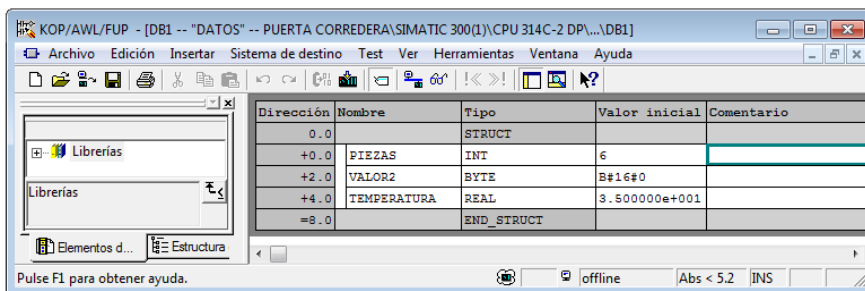 KOP/AWL/FUP - [DB1 -- "DATOS" -- PUERTA CORREDERA\SIMATIC 300(1)\CPU 314C-2 DP\...\DB1]
Archivo Edición Insertar Sistema de destino Test Ver Herramientas Ventana Ayuda
Librerías
Librerías
Elementos d... Estructura
Dirección Nombre Tipo Valor inicial Comentario
0.0 STRUCT
+0.0 PIEZAS INT 6
+2.0 VALOR2 BYTE B#16#0
+4.0 TEMPERATURA REAL 3.500000e+001
=8.0 END_STRUCT
Pulse F1 para obtener ayuda. offline Abs < 5.2 INS